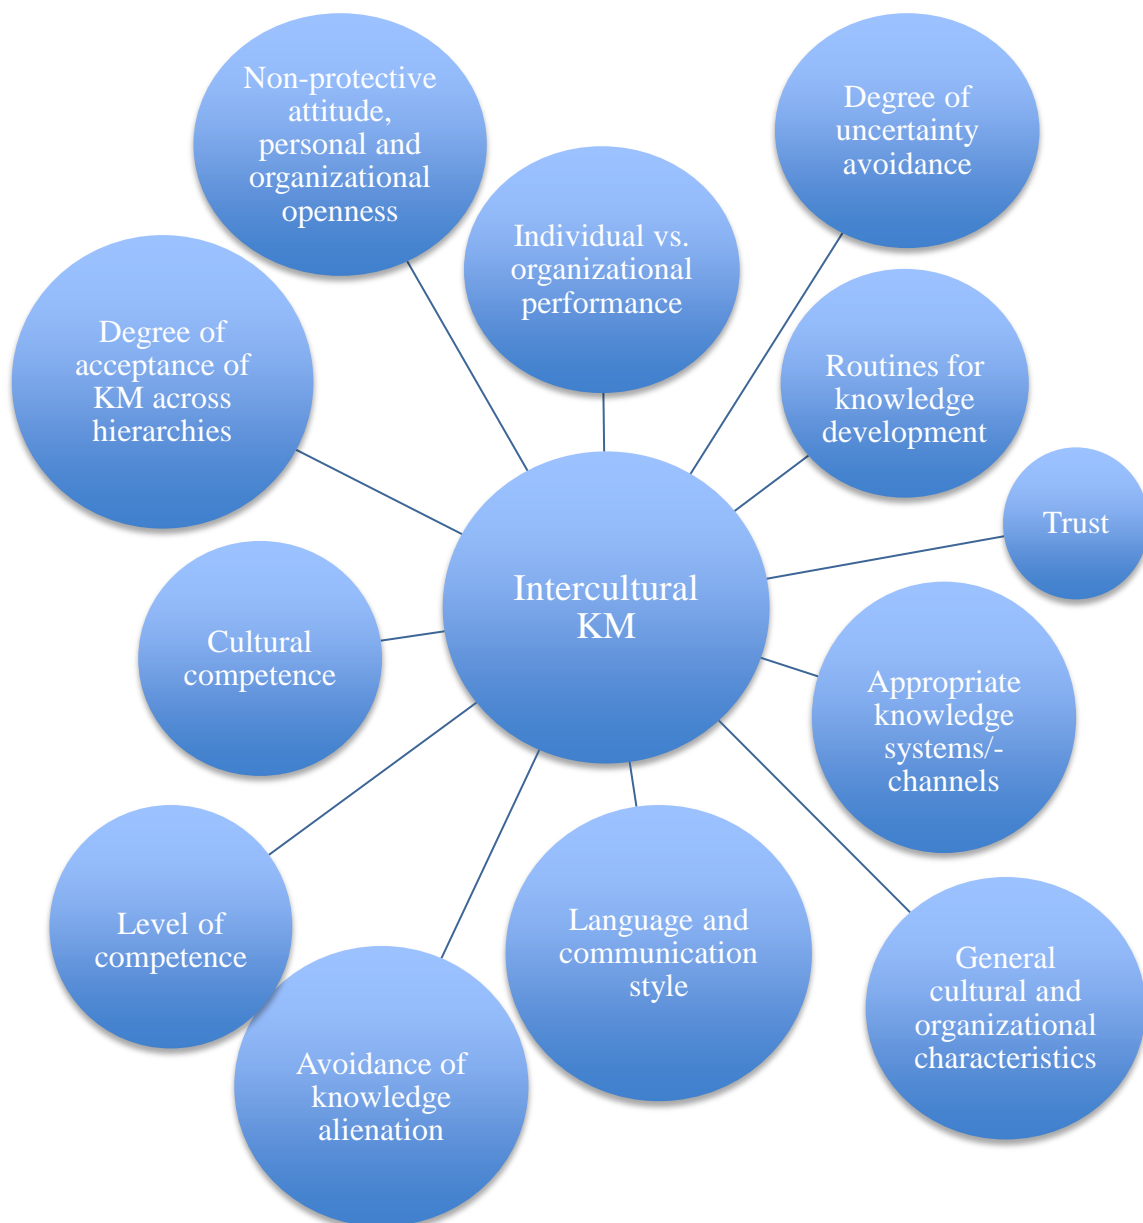 Non-protective
attitude,
personal and
organizational
openness
Degree of
uncertainty
avoidance
Individual vs.
organizational
performance
Degree of
acceptance of
KM across
hierarchies
Routines for
knowledge
development
Trust
Intercultural
KM
Cultural
competence
Appropriate
knowledge
systems/-
channels
Level of
competence
Language and
communication
style
General
cultural and
organizational
characteristics
Avoidance of
knowledge
alienation